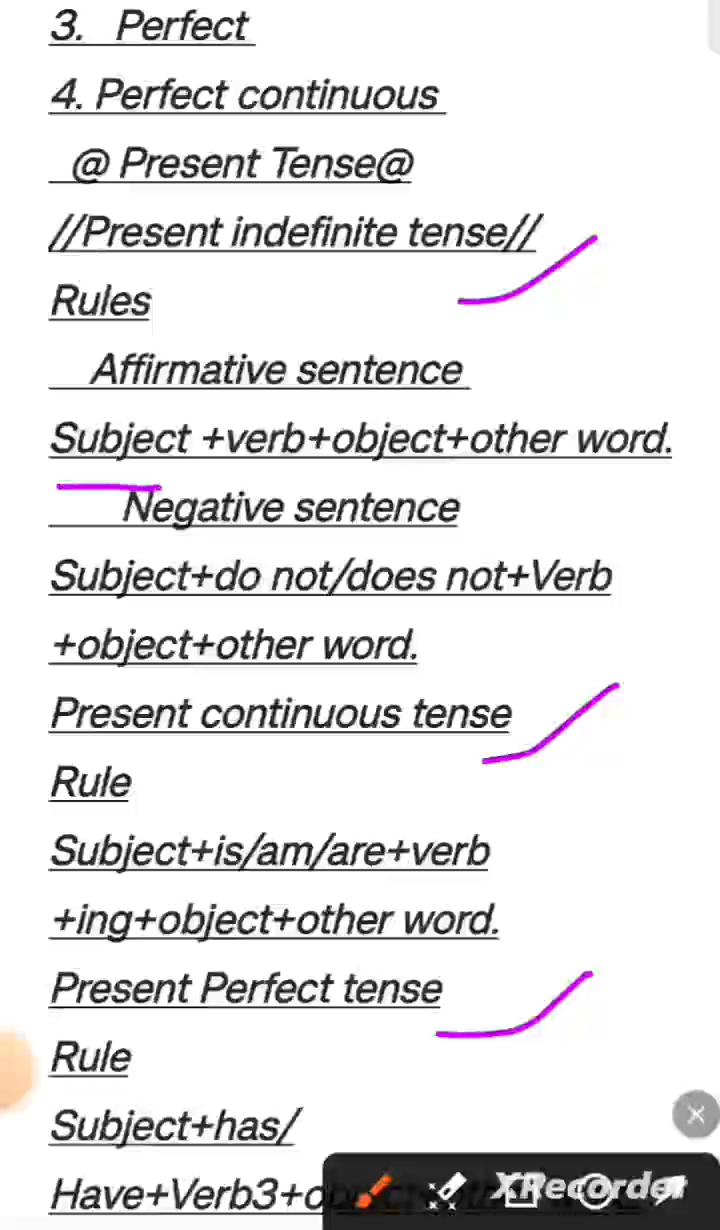 3. Perfect
4. Perfect continuous
@ Present Tense@
//Present indefinite tense//
Rules
Affirmative sentence
Subject +verb+object+other word.
Negative sentence
Subject+do not/does not+Verb
+object+other word.
Present continuous tense
Rule
Subject+is/am/are+verb
+ing+object+other word.
Present Perfect tense
Rule
Subject+has/
Have+Verb3+object
XRecorder